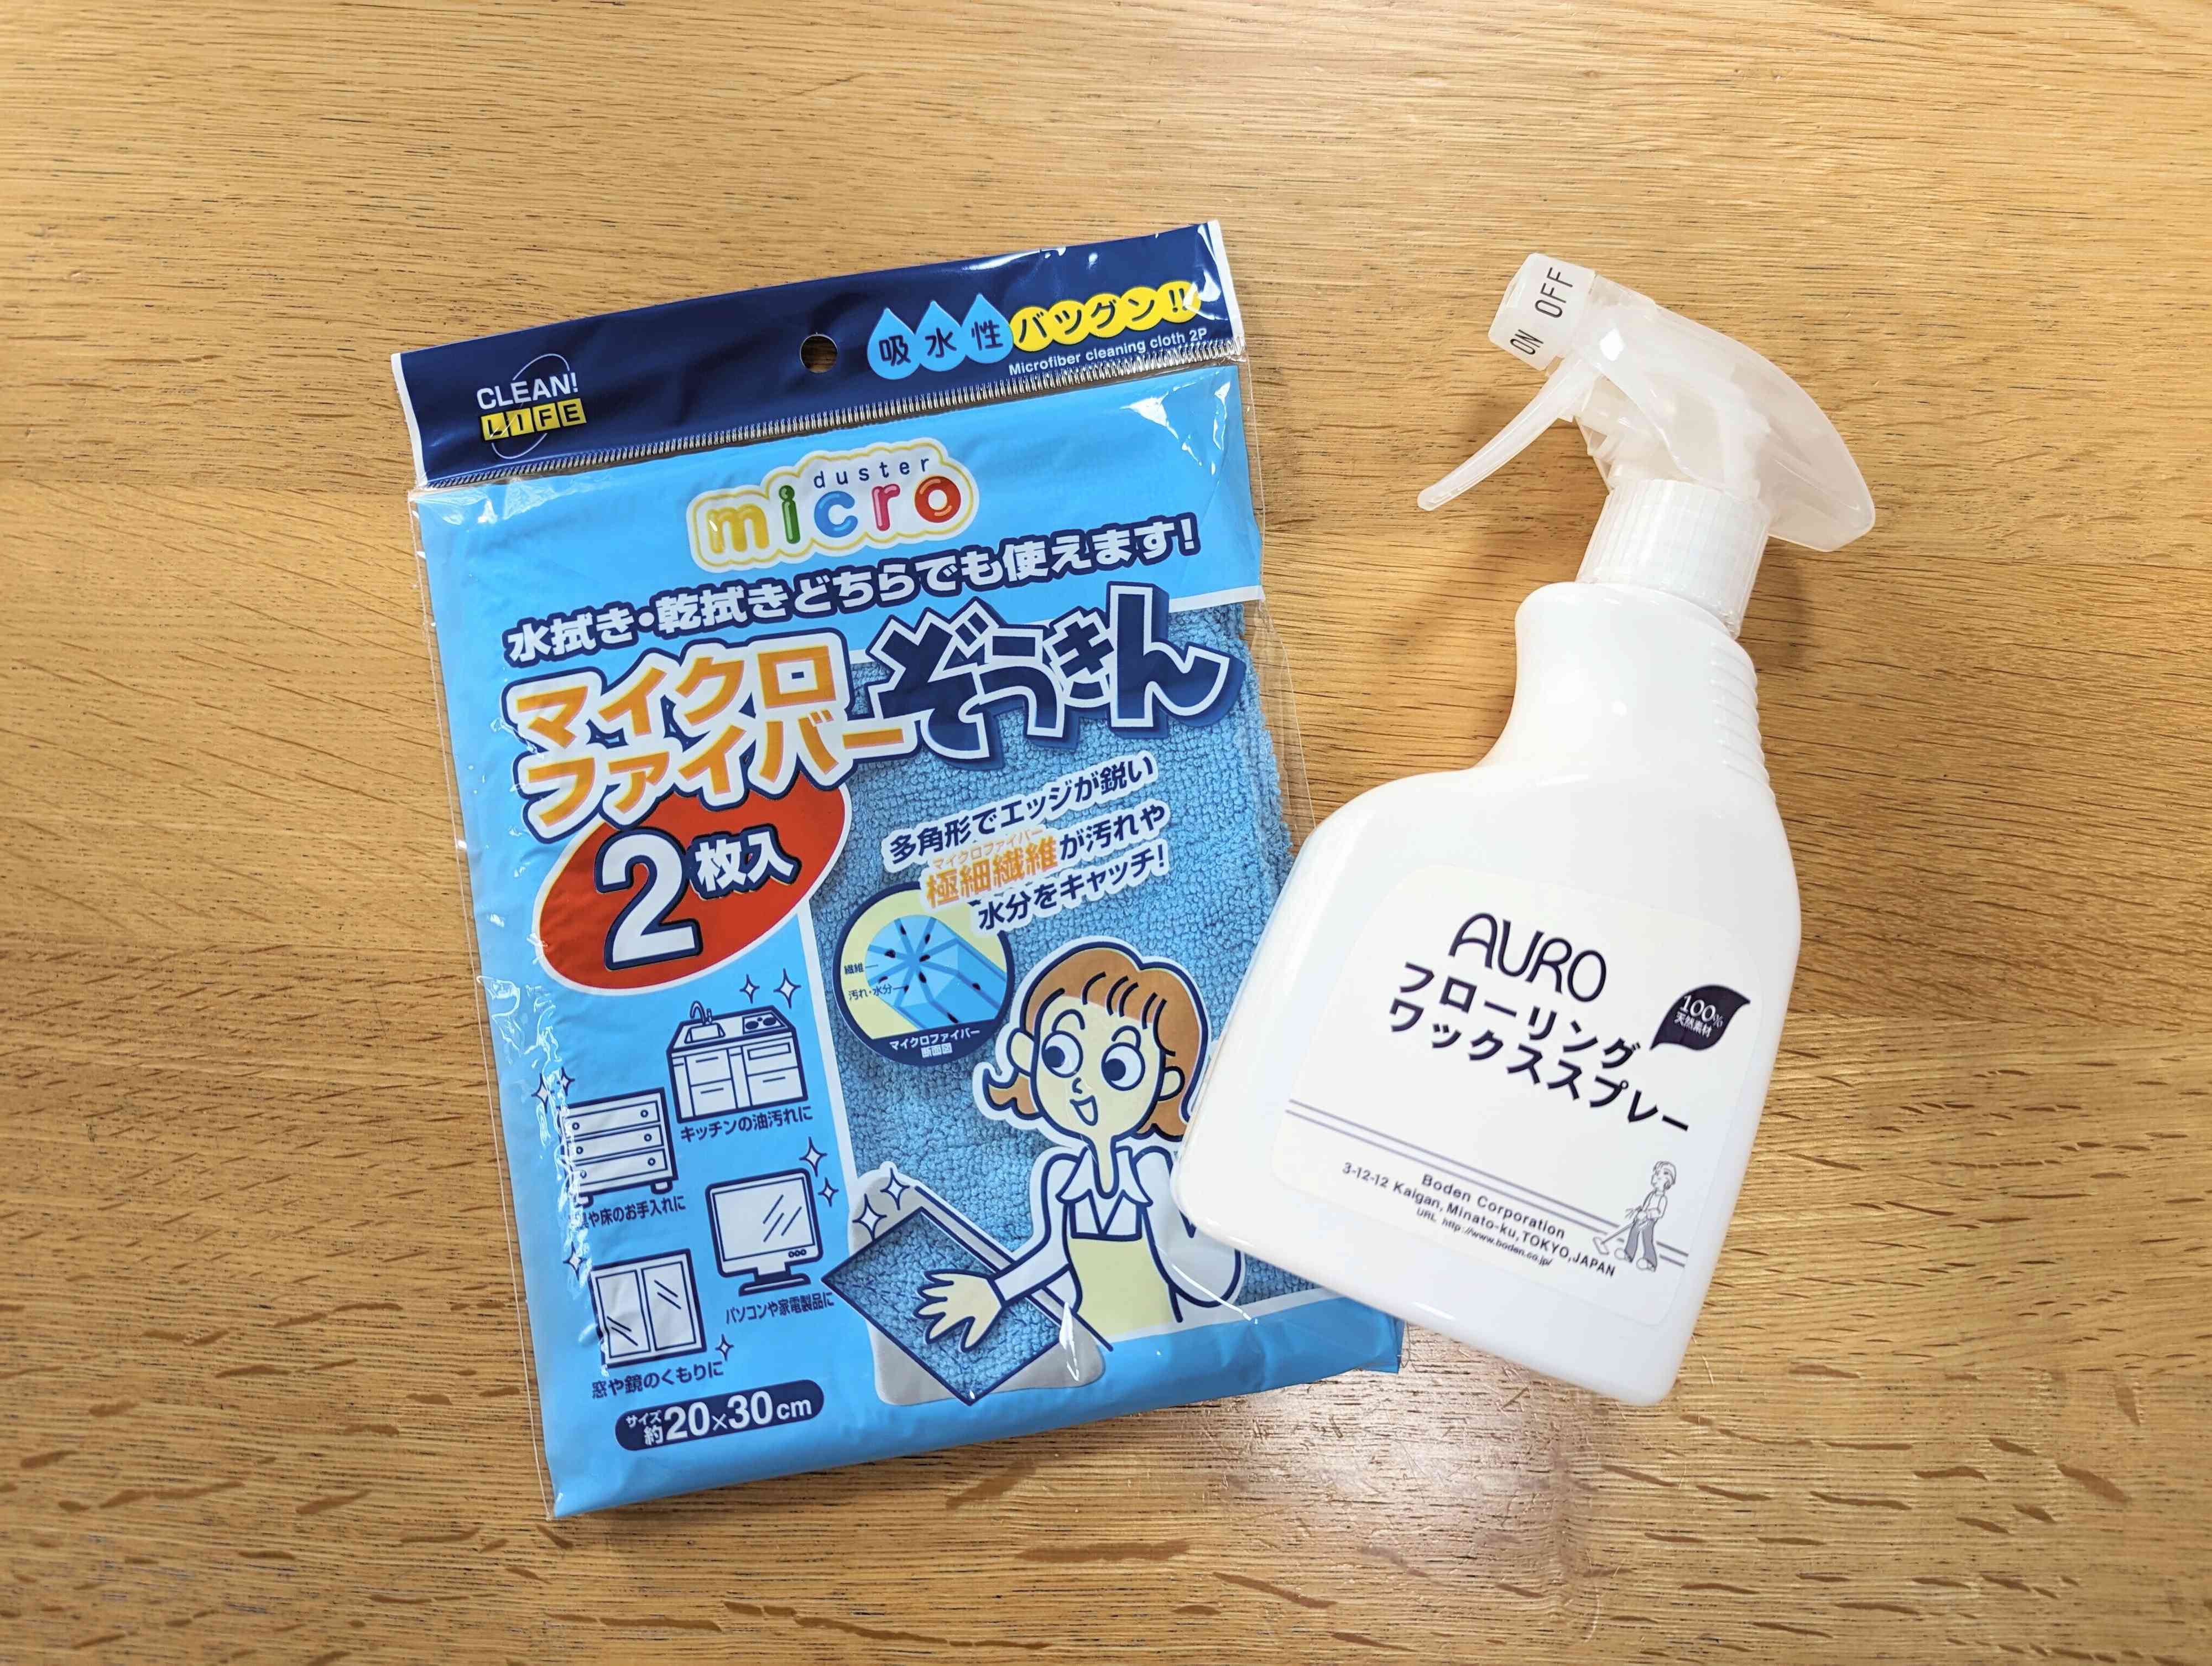 CLEAN!
LIFE
吸水性バツグン!!
Microfiber cleaning cloth 2P
duster
micro
水拭き・乾拭きどちらでも使えます!
マイクロ
ファイバーぞうきん
2枚入
多角形でエッジが鋭い
マイクロファイバー
極細繊維が汚れや
水分をキャッチ!
繊維
汚れ・水分
マイクロファイバー
断面図
キッチンの油汚れに
や床のお手入れに
パソコンや家電製品に
窓や鏡のくもりに
サイズ
約20×30cm
ON OFF
AURO
フローリング
ワックススプレー
100%
天然素材
Boden Corporation
3-12-12 Kaigan, Minato-ku, TOKYO, JAPAN
URL http://www.boden.co.jp/